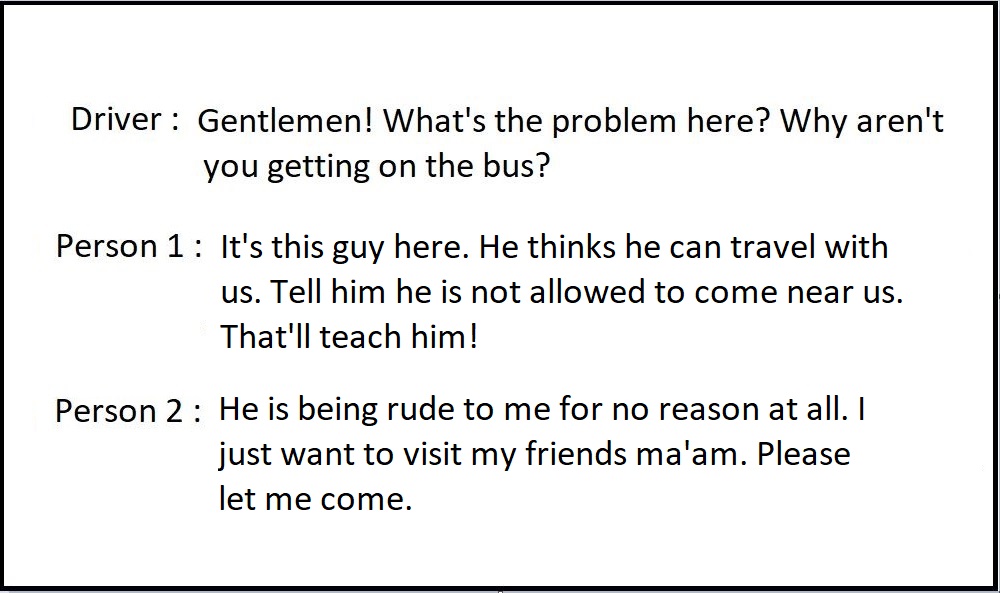 Driver : Gentlemen! What's the problem here? Why aren't
you getting on the bus?
Person 1 : It's this guy here. He thinks he can travel with
us. Tell him he is not allowed to come near us.
That'll teach him!
Person 2 : He is being rude to me for no reason at all. I
just want to visit my friends ma'am. Please
let me come.